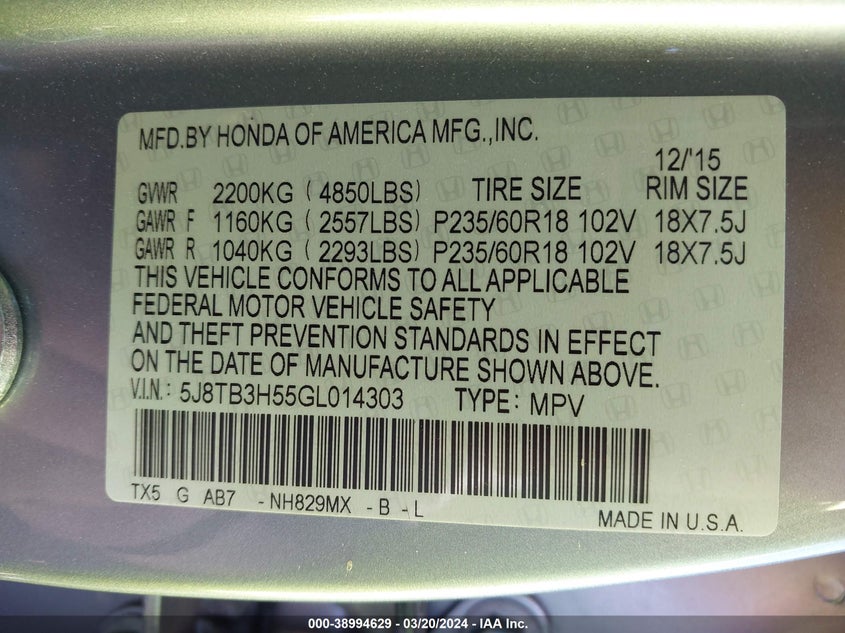 MFD.BY HONDA OF AMERICA MFG.,INC.
12/'15
GVWR 2200KG ( 4850LBS) TIRE SIZE RIM SIZE
GAWR F 1160KG ( 2557LBS) P235/60R18 102V 18X7.5J
GAWR R 1040KG ( 2293LBS) P235/60R18 102V 18X7.5J
THIS VEHICLE CONFORMS TO ALL APPLICABLE
FEDERAL MOTOR VEHICLE SAFETY
AND THEFT PREVENTION STANDARDS IN EFFECT
ON THE DATE OF MANUFACTURE SHOWN ABOVE.
V.I.N.: 5J8TB3H55GL014303 TYPE: MPV
TX5 G AB7 -NH829MX -B -L
MADE IN U.S.A.
000-38994629 - 03/20/2024 - IAA Inc.